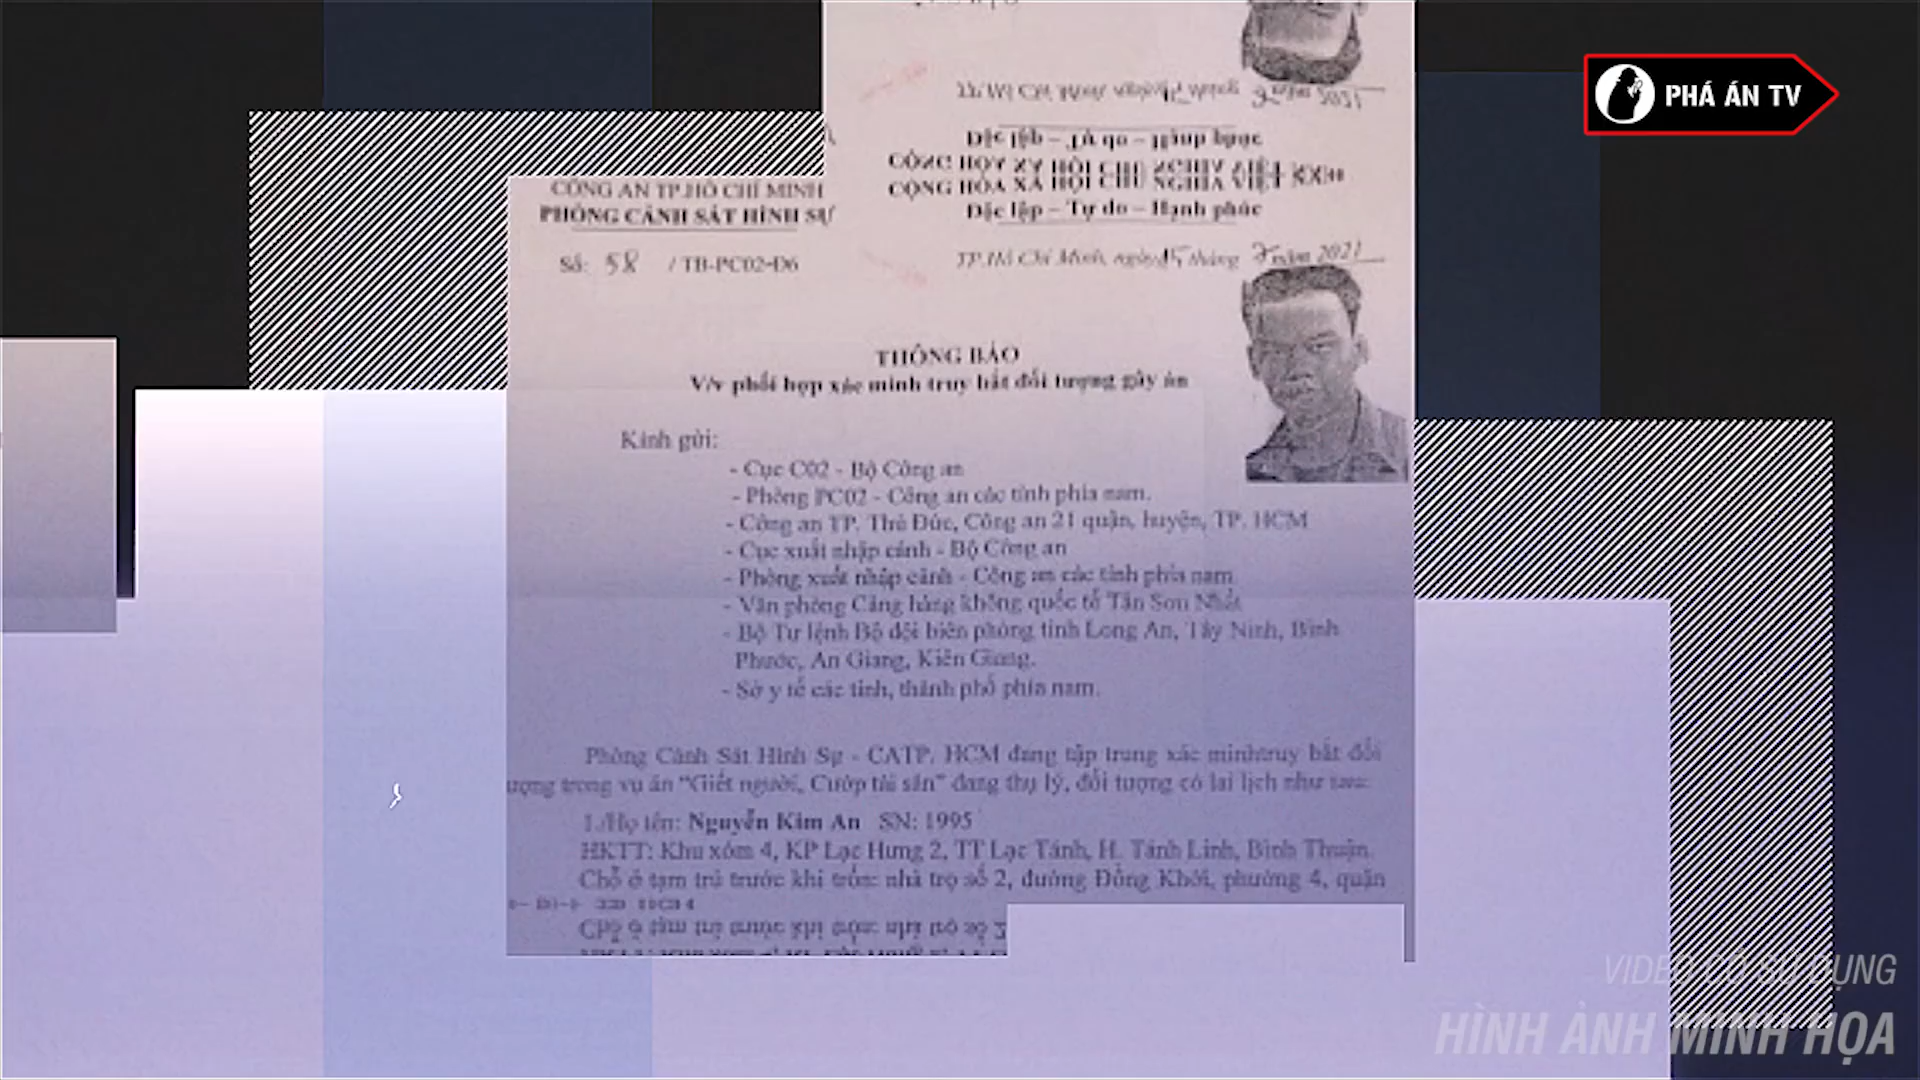 PHÁ ÁN TV
CÔNG AN TP.HỒ CHÍ MINH
PHÒNG CẢNH SÁT HÌNH SỰ
CỘNG HÒA XÃ HỘI CHỦ NGHĨA VIỆT
Độc lập – Tự do – Hạnh phúc
Số: 58 / TB-PC02-Đ6
TP.Hồ Chí Minh, ngày 15 tháng 7 năm 2021
THÔNG BÁO
V/v phối hợp xác minh truy bắt đối tượng gây án
Kính gửi:
- Cục C02 - Bộ Công an
- Phòng PC02 - Công an các tỉnh phía nam.
- Công an TP. Thủ Đức, Công an 21 quận, huyện, TP. HCM
- Cục xuất nhập cảnh - Bộ Công an
- Phòng xuất nhập cảnh - Công an các tỉnh phía nam
- Văn phòng Cảng hàng không quốc tế Tân Sơn Nhất
- Bộ Tư lệnh Bộ đội biên phòng tỉnh Long An, Tây Ninh, Bình
Phước, An Giang, Kiên Giang.
- Sở y tế các tỉnh, thành phố phía nam.
Phòng Cảnh Sát Hình Sự - CATP. HCM đang tập trung xác minh truy bắt đối
tượng trong vụ án "Giết người, Cướp tài sản" đang thụ lý, đối tượng có lai lịch như sau:
1./Họ tên: Nguyễn Kim An SN: 1995
HKTT: Khu xóm 4, KP Lạc Hưng 2, TT Lạc Tánh, H. Tánh Linh, Bình Thuận.
Chỗ ở tạm trú trước khi trốn: nhà trọ số 2, đường Đồng Khởi, phường 4, quận
VIDEO CÓ SỬ DỤNG
HÌNH ẢNH MINH HỌA